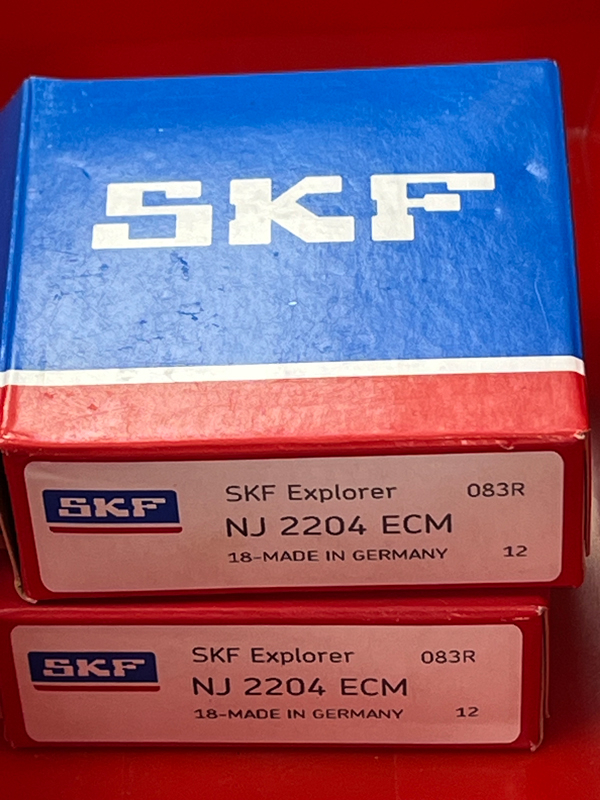 SKF
SKF
SKF Explorer 083R
NJ 2204 ECM
18-MADE IN GERMANY 12
SKF
SKF Explorer 083R
NJ 2204 ECM
18-MADE IN GERMANY 12